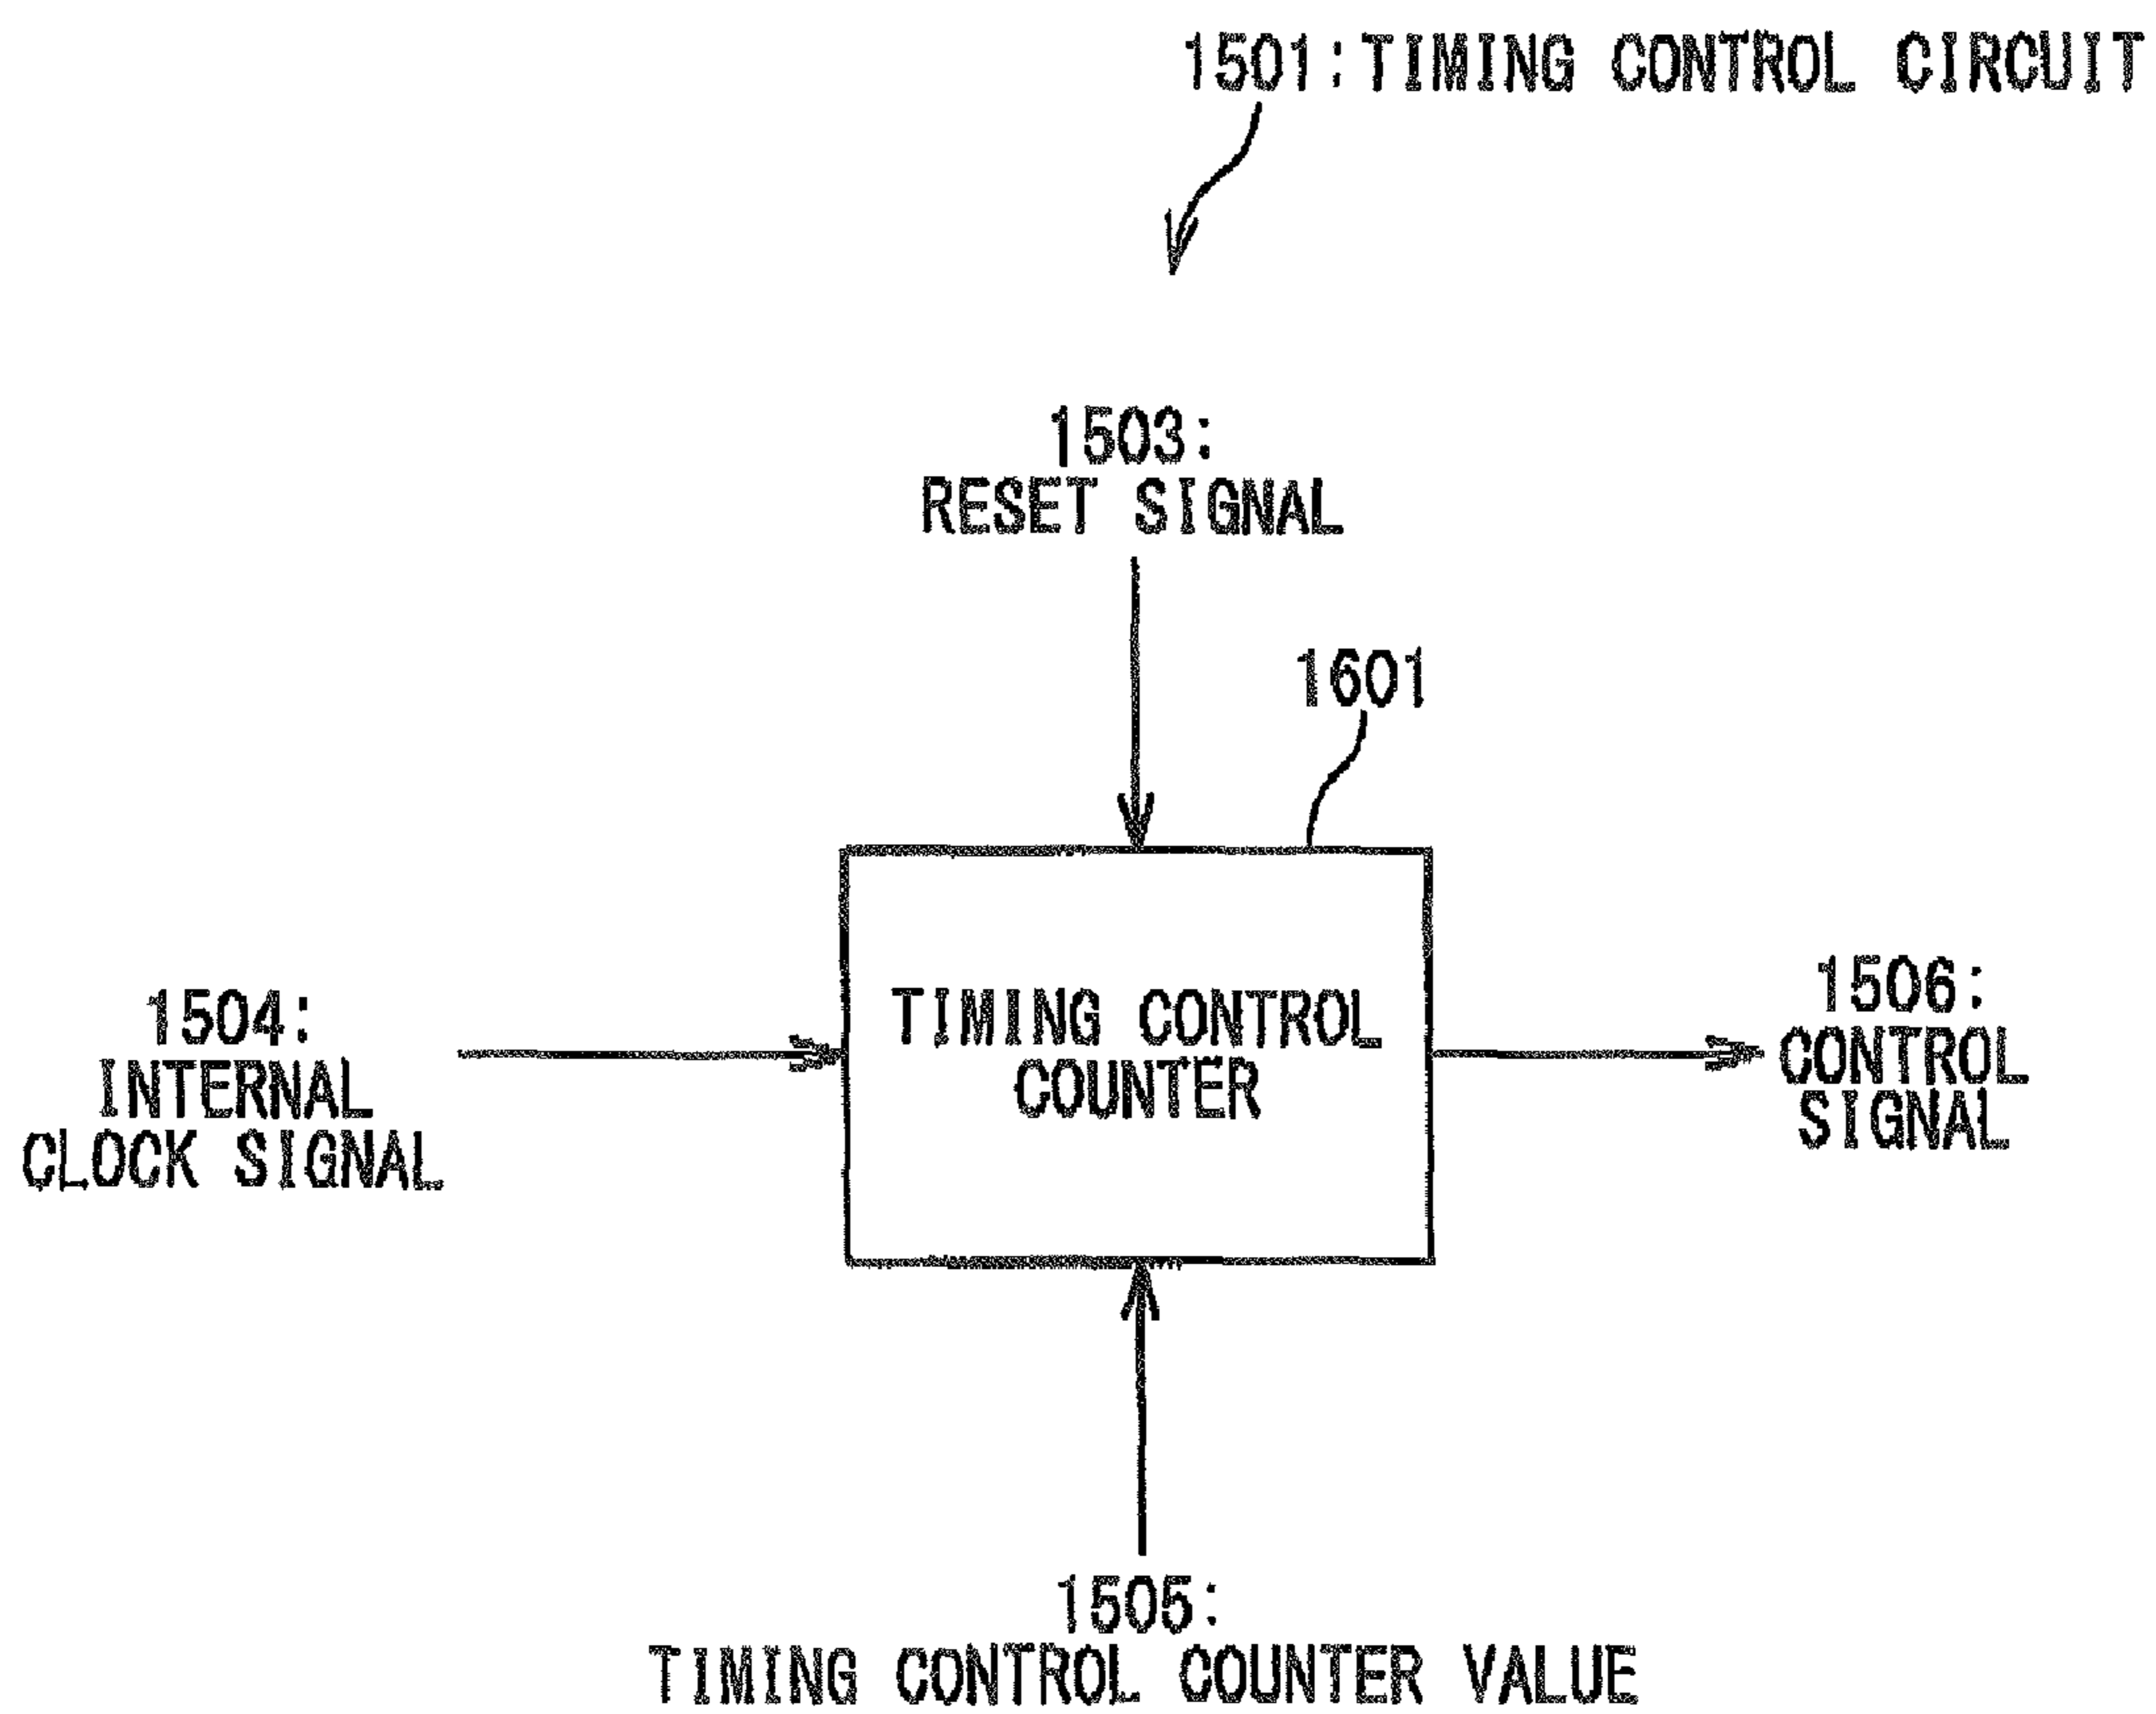 1501:TIMING CONTROL CIRCUIT
1503:
RESET SIGNAL
1601
1504:
INTERNAL
CLOCK SIGNAL
TIMING CONTROL
COUNTER
1506:
CONTROL
SIGNAL
1505:
TIMING CONTROL COUNTER VALUE